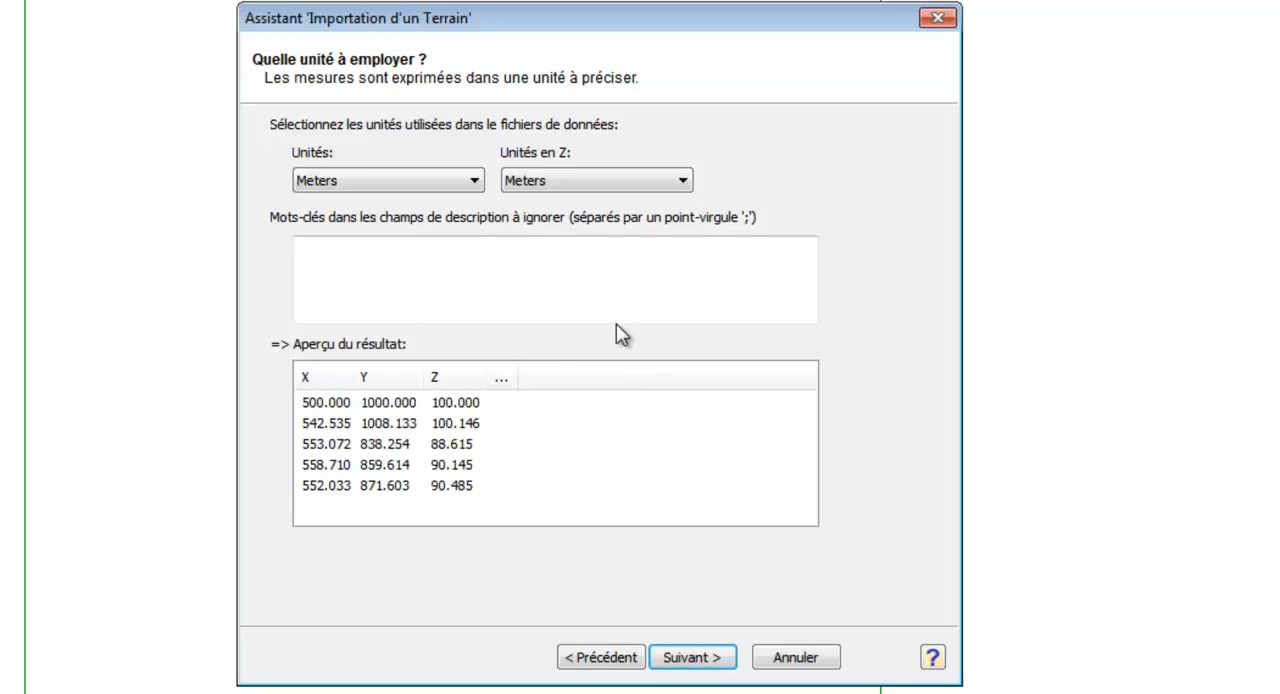 Assistant 'Importation d'un Terrain'
Quelle unité à employer ?
Les mesures sont exprimées dans une unité à préciser.
Sélectionnez les unités utilisées dans le fichiers de données:
Unités: Unités en Z:
Meters Meters
Mots-clés dans les champs de description à ignorer (séparés par un point-virgule ';')
=> Aperçu du résultat:
X Y Z ...
500.000 1000.000 100.000
542.535 1008.133 100.146
553.072 838.254 88.615
558.710 859.614 90.145
552.033 871.603 90.485
< Précédent Suivant > Annuler ?